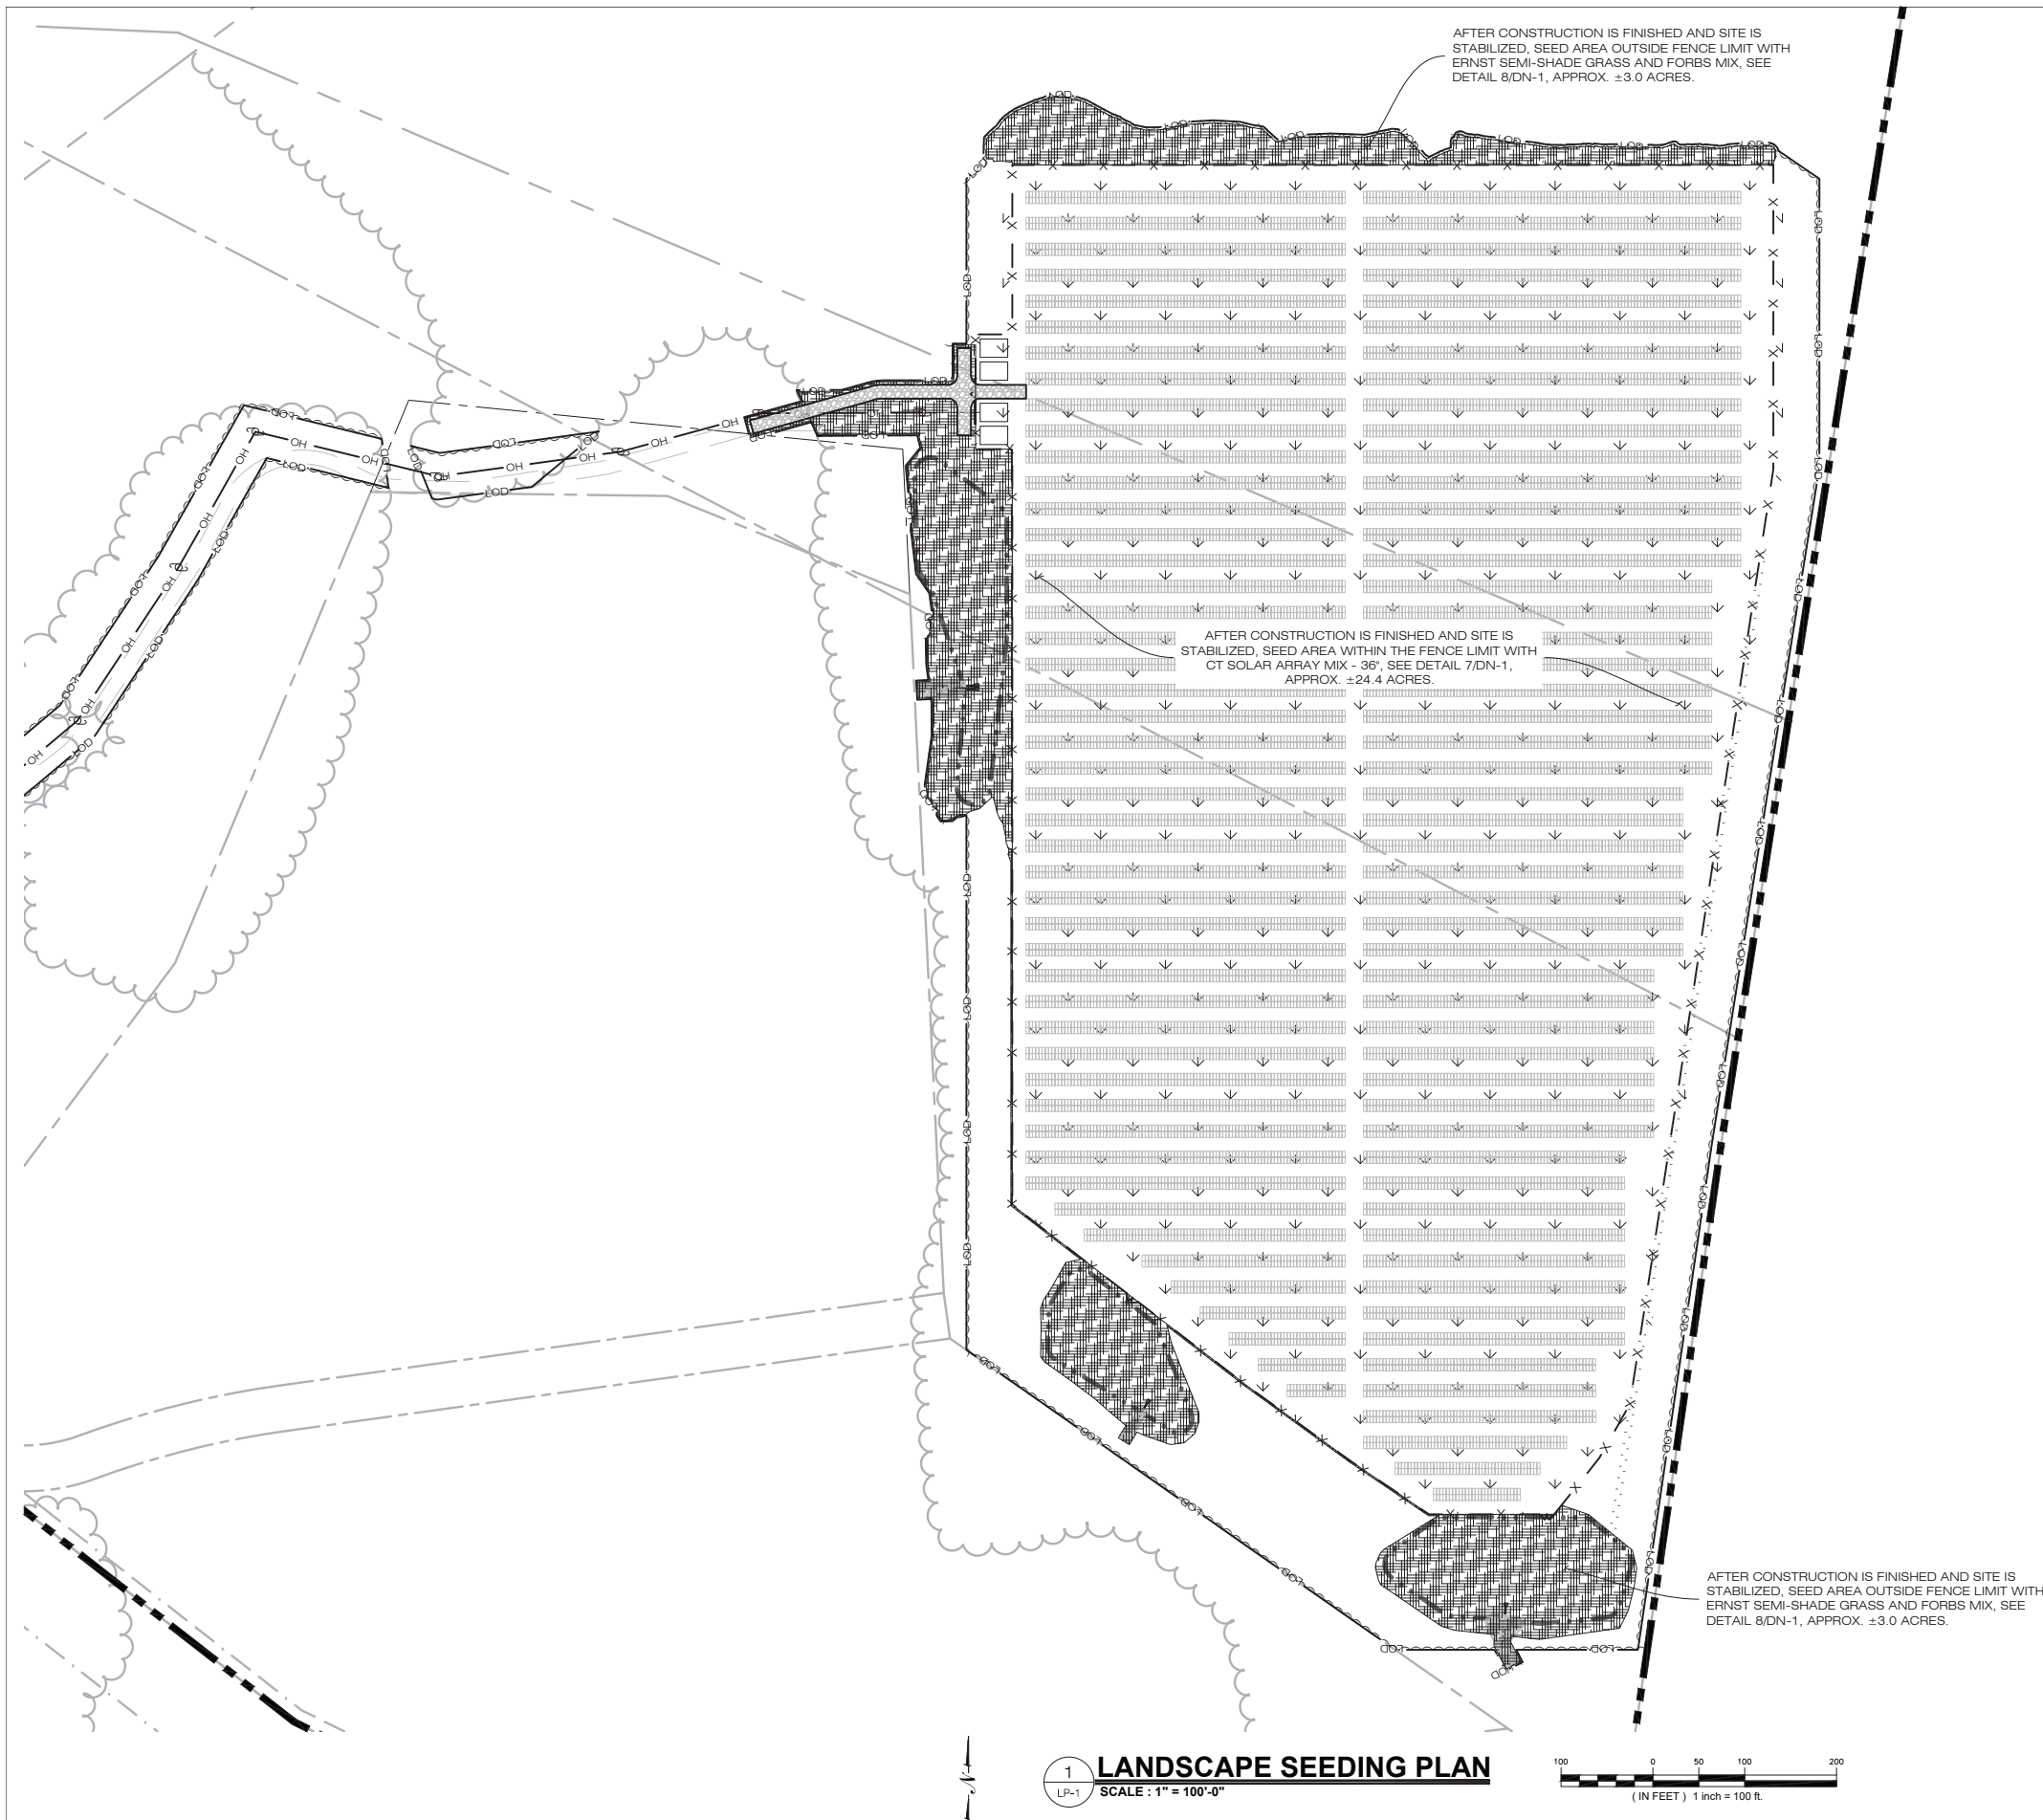 AFTER CONSTRUCTION IS FINISHED AND SITE IS
STABILIZED, SEED AREA OUTSIDE FENCE LIMIT WITH
ERNST SEMI-SHADE GRASS AND FORBS MIX, SEE
DETAIL 8/DN-1, APPROX. ±3.0 ACRES.
AFTER CONSTRUCTION IS FINISHED AND SITE IS
STABILIZED, SEED AREA WITHIN THE FENCE LIMIT WITH
CT SOLAR ARRAY MIX - 36", SEE DETAIL 7/DN-1,
APPROX. ±24.4 ACRES.
AFTER CONSTRUCTION IS FINISHED AND SITE IS
STABILIZED, SEED AREA OUTSIDE FENCE LIMIT WITH
ERNST SEMI-SHADE GRASS AND FORBS MIX, SEE
DETAIL 8/DN-1, APPROX. ±3.0 ACRES.
N
1
LP-1
LANDSCAPE SEEDING PLAN
SCALE : 1" = 100'-0"
100 0 50 100 200
( IN FEET ) 1 inch = 100 ft.